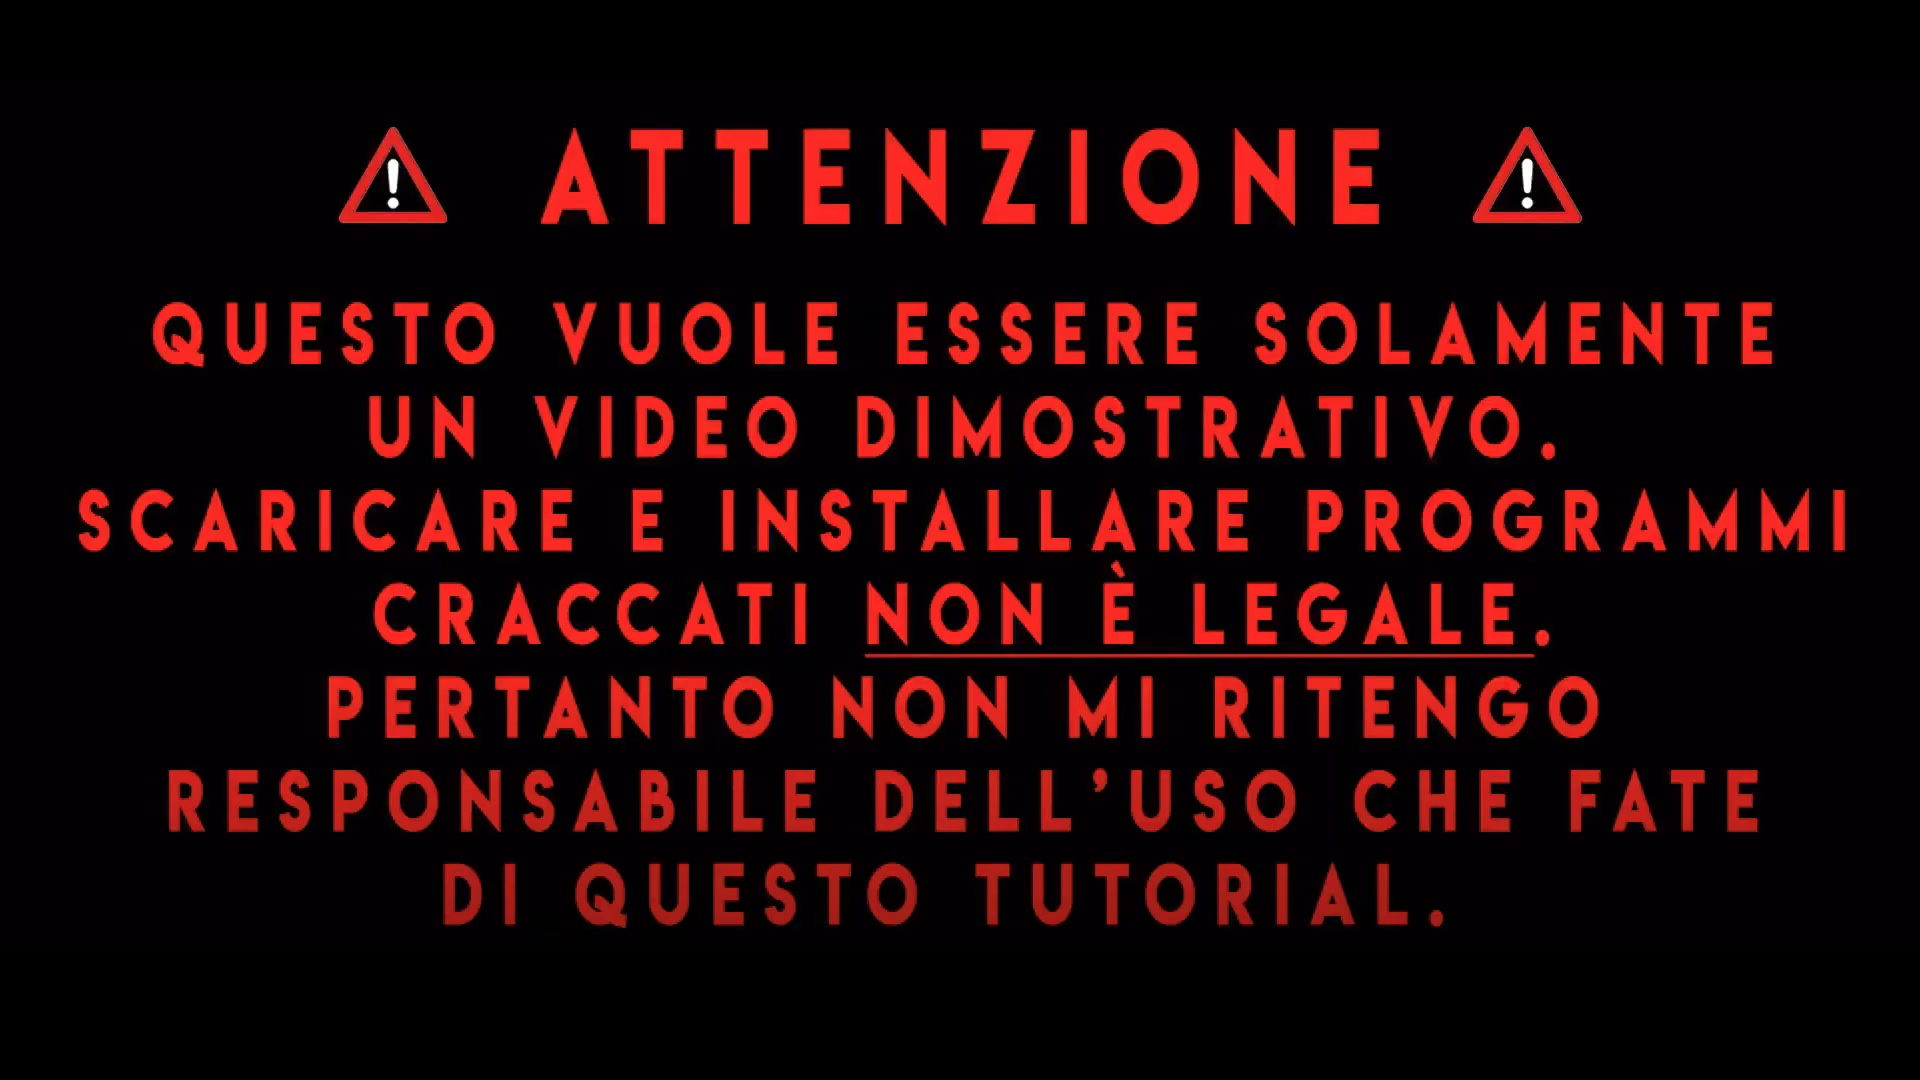 ATTENZIONE
QUESTO VUOLE ESSERE SOLAMENTE
UN VIDEO DIMOSTRATIVO.
SCARICARE E INSTALLARE PROGRAMMI
CRACCATI NON È LEGALE.
PERTANTO NON MI RITENGO
RESPONSABILE DELL'USO CHE FATE
DI QUESTO TUTORIAL.